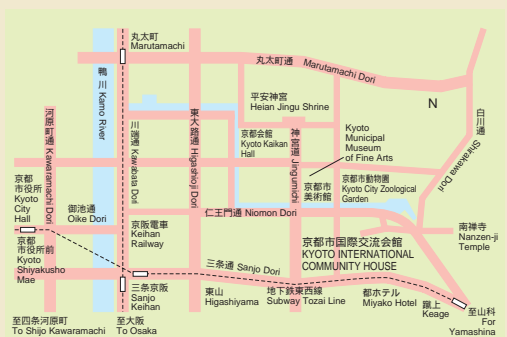 丸太町
Marutamachi
丸太町通 Marutamachi Dori
鴨川 Kamo River
N
平安神宮
Heian Jingu Shrine
白川通 Shirakawa Dori
河原町通 Kawaramachi Dori
川端通 Kawabata Dori
東大路通 Higashioji Dori
京都会館
Kyoto Kaikan
Hall
神宮道 Jingumichi
Kyoto
Municipal
Museum
of Fine Arts
京都市
美術館
京都市動物園
Kyoto City Zoological
Garden
京都
市役所
Kyoto
City
Hall
御池通
Oike Dori
仁王門通 Niomon Dori
京阪電車
Keihan
Railway
南禅寺
Nanzen-ji
Temple
京都市国際交流会館
KYOTO INTERNATIONAL
COMMUNITY HOUSE
京都
市役所前
Kyoto
Shiyakusho
Mae
三条通 Sanjo Dori
三条京阪
Sanjo
Keihan
東山
Higashiyama
地下鉄東西線
Subway Tozai Line
都ホテル
Miyako Hotel
蹴上
Keage
至山科
For
Yamashina
至四条河原町
To Shijo Kawaramachi
至大阪
To Osaka